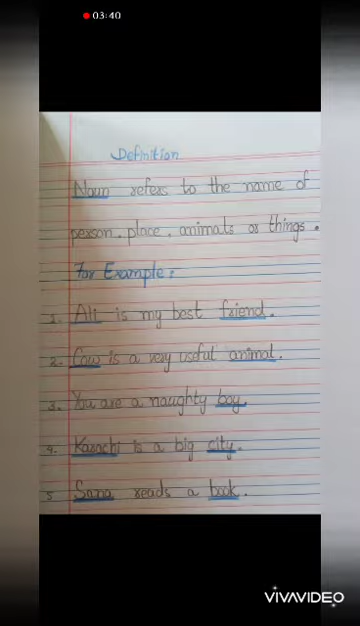 03:40
Definition
Noun refers to the name of
person, place, animals or things.
For Example:
1. Ali is my best friend.
2. Cow is a very useful animal.
3. You are a naughty boy.
4. Karachi is a big city.
5 Sana reads a book.
VIVAVIDEO